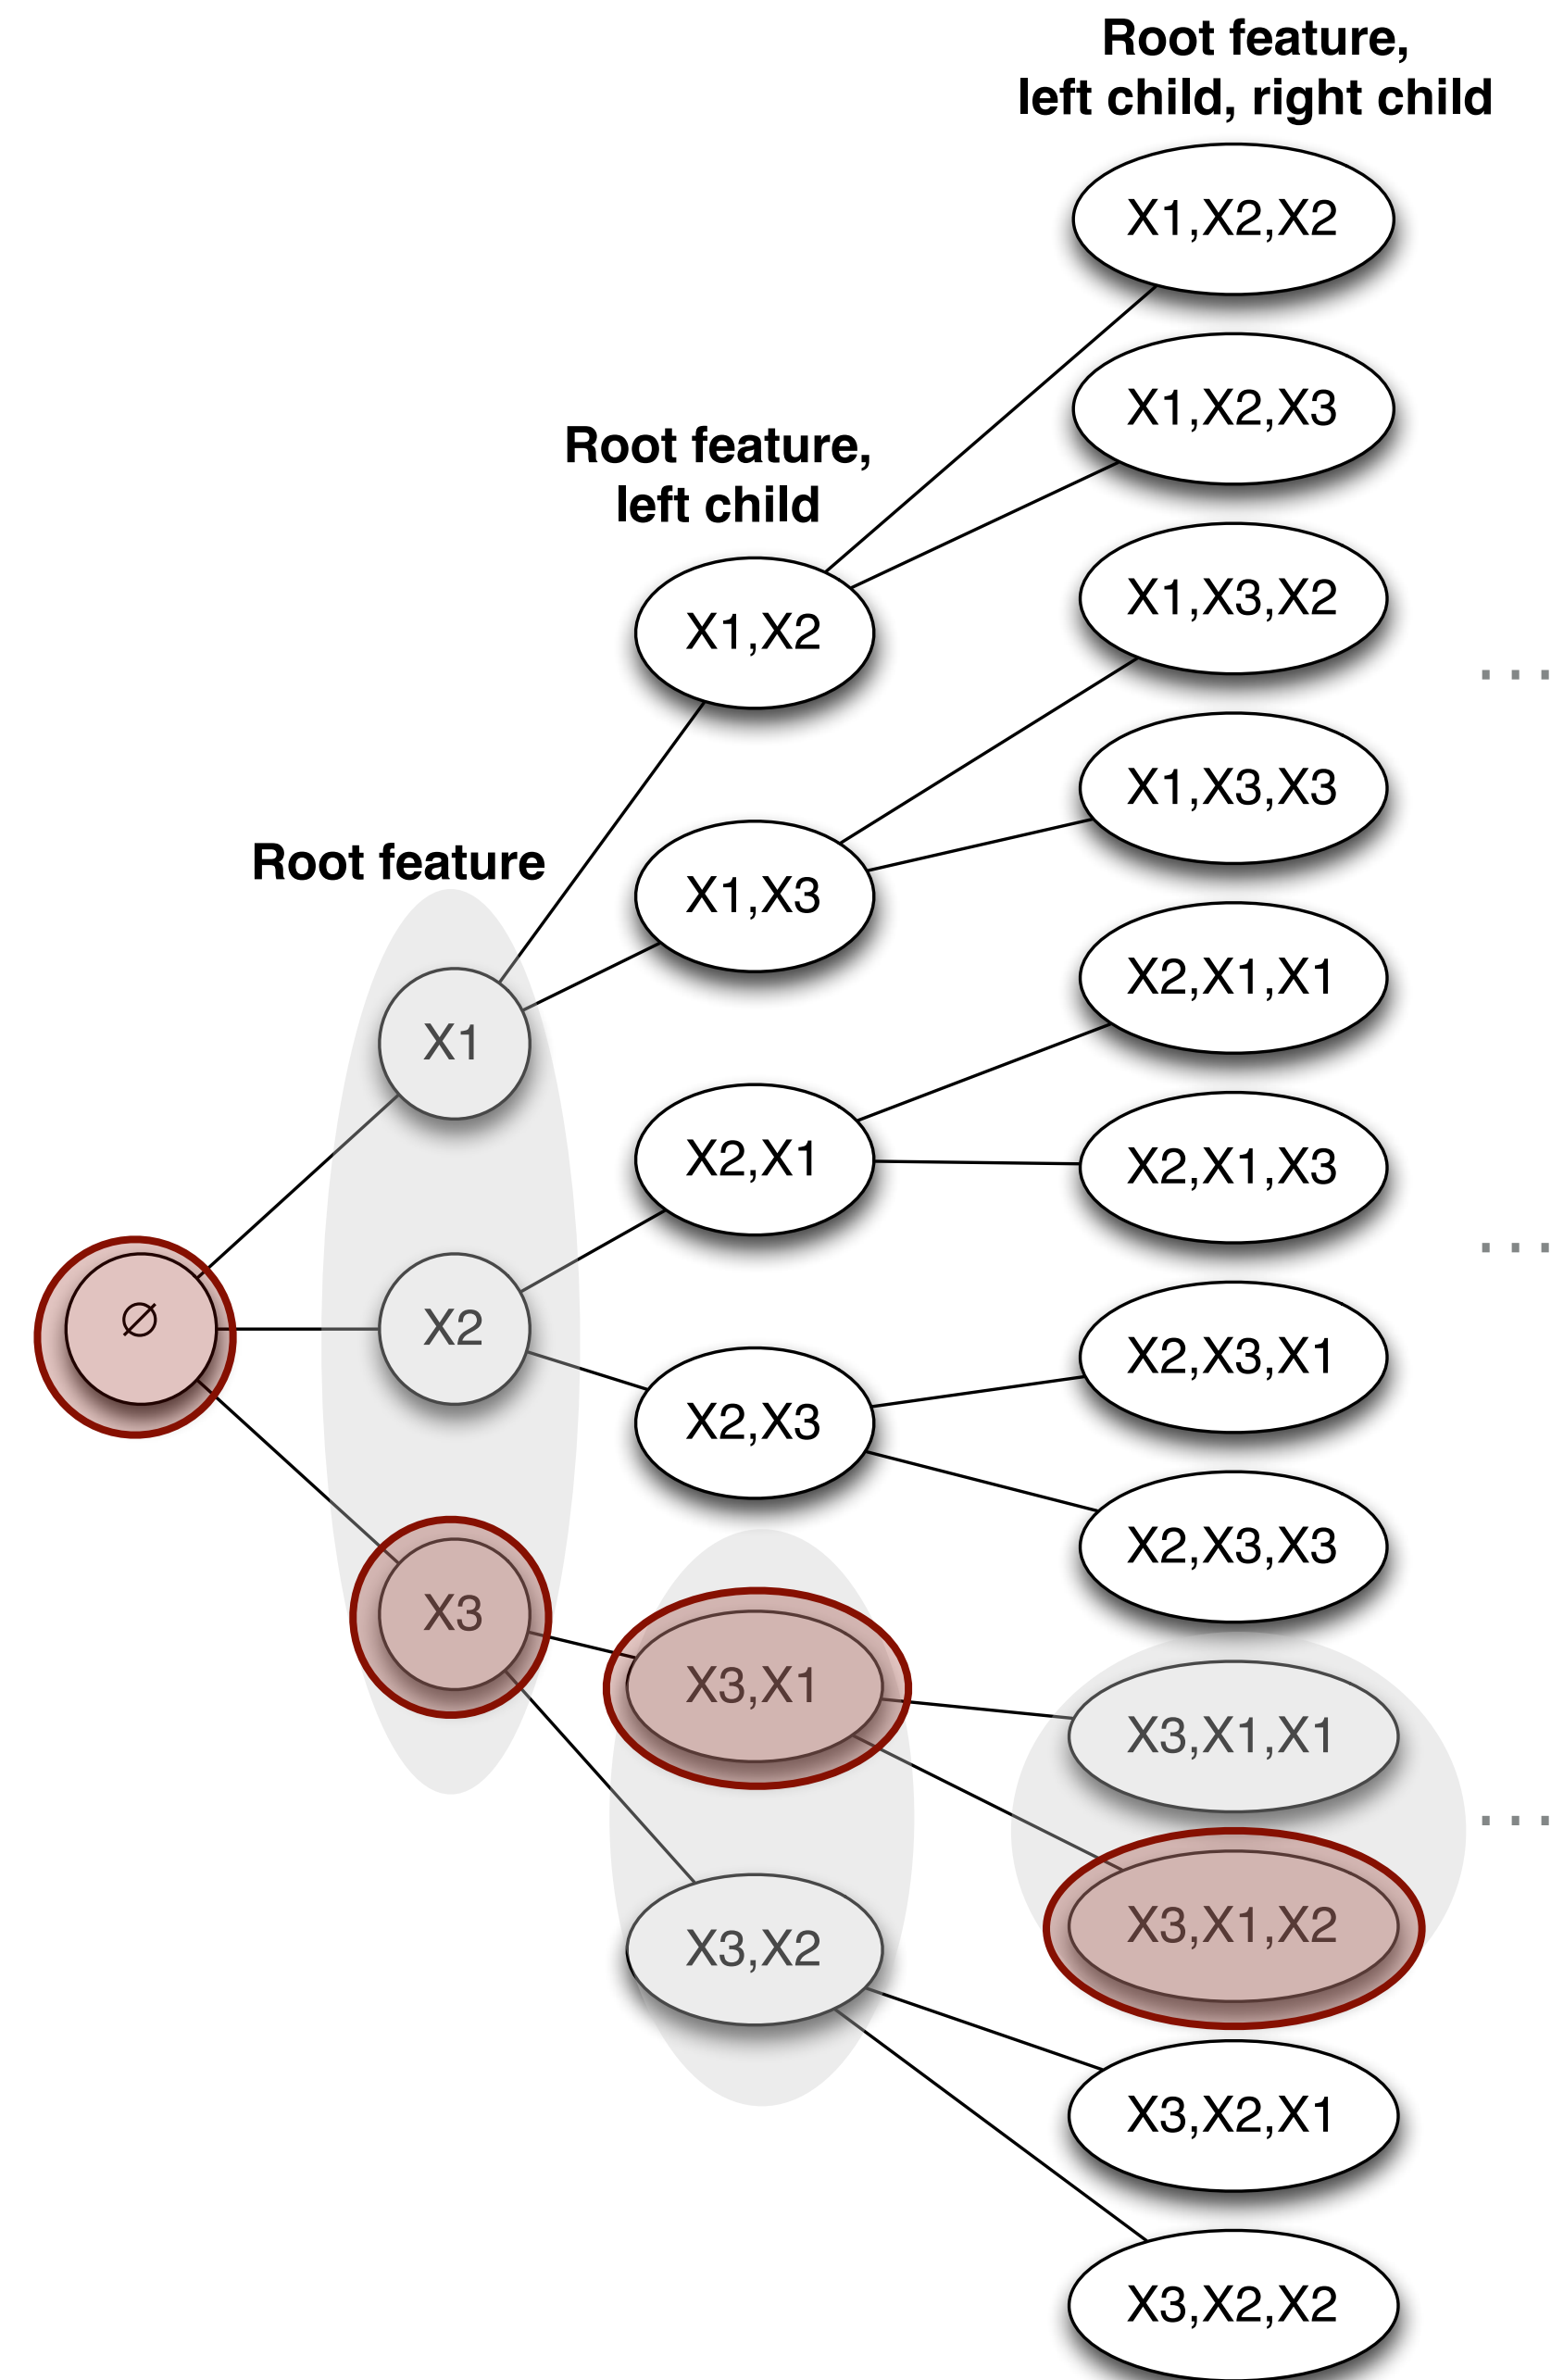 Root feature,
left child, right child
X1,X2,X2
X1,X2,X3
Root feature,
left child
X1,X3,X2
X1,X2
...
X1,X3,X3
Root feature
X1,X3
X2,X1,X1
X1
X2,X1
X2,X1,X3
...
∅
X2
X2,X3,X1
X2,X3
X2,X3,X3
X3
X3,X1
X3,X1,X1
...
X3,X1,X2
X3,X2
X3,X2,X1
X3,X2,X2